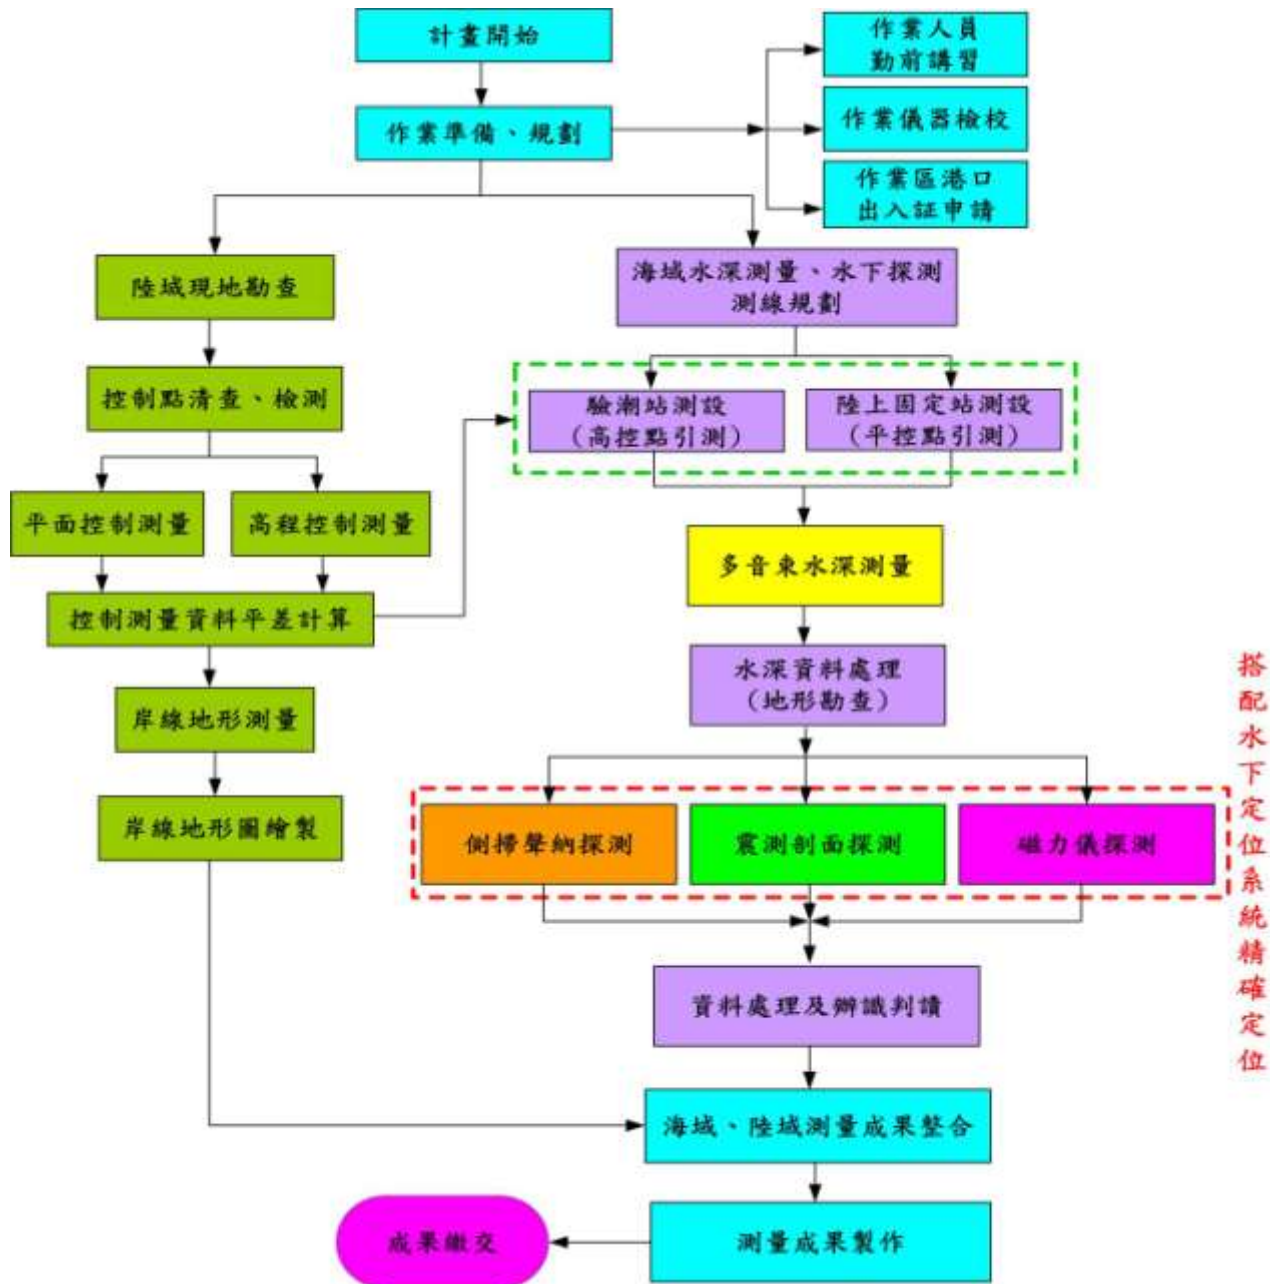 計畫開始
作業準備、規劃
作業人員
勤前講習
作業儀器檢校
作業區港口
出入証申請
陸域現地勘查
控制點清查、檢測
平面控制測量
高程控制測量
控制測量資料平差計算
岸線地形測量
岸線地形圖繪製
海域水深測量、水下探測
測線規劃
驗潮站測設
(高控點引測)
陸上固定站測設
(平控點引測)
多音束水深測量
水深資料處理
(地形勘查)
側掃聲納探測
震測剖面探測
磁力儀探測
搭配水下定位系統精確定位
資料處理及辨識判讀
海域、陸域測量成果整合
測量成果製作
成果繳交